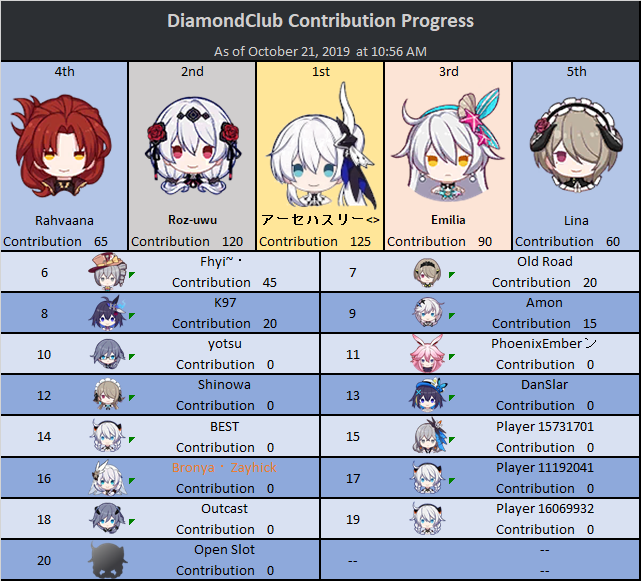 DiamondClub Contribution Progress
As of October 21, 2019 at 10:56 AM
4th 2nd 1st 3rd 5th
Rahvaana Roz-uwu アーセハスリー<> Emilia Lina
Contribution 65 Contribution 120 Contribution 125 Contribution 90 Contribution 60
6 Fhyi~・ Contribution 45
7 Old Road Contribution 20
8 K97 Contribution 20
9 Amon Contribution 15
10 yotsu Contribution 0
11 PhoenixEmberン Contribution 0
12 Shinowa Contribution 0
13 DanSlar Contribution 0
14 BEST Contribution 0
15 Player 15731701 Contribution 0
16 Bronya・Zayhick Contribution 0
17 Player 11192041 Contribution 0
18 Outcast Contribution 0
19 Player 16069932 Contribution 0
20 Open Slot Contribution 0
-- -- --